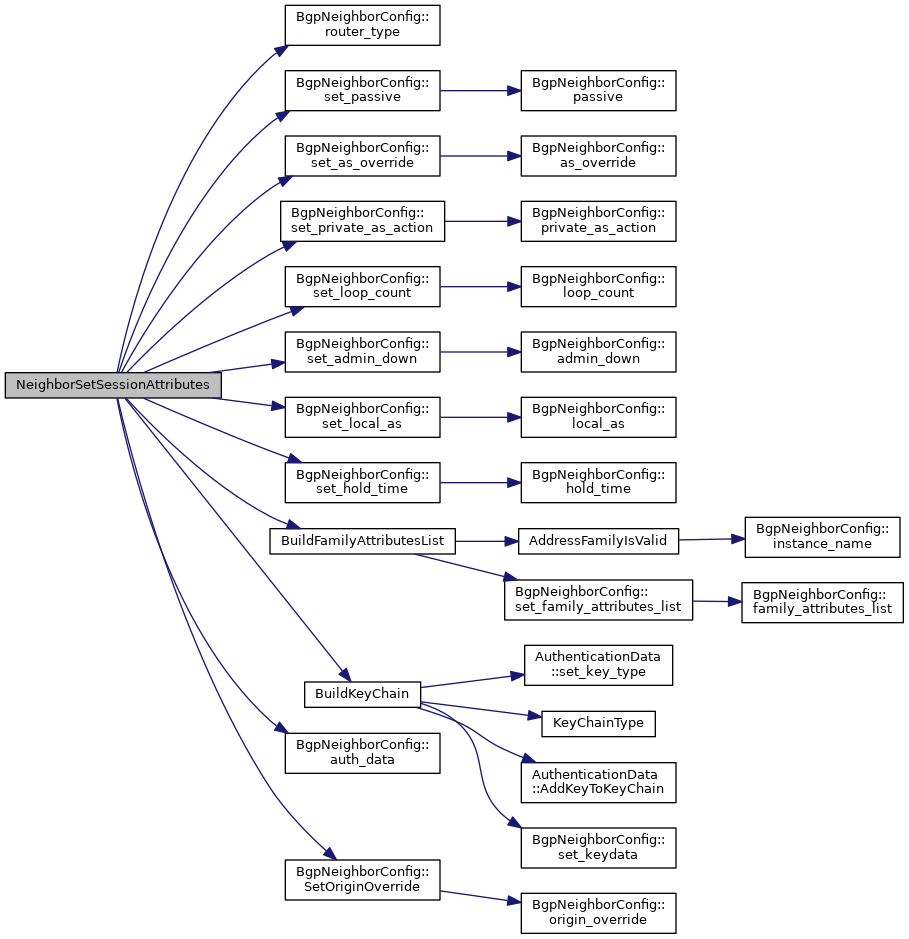 BgpNeighborConfig::
router_type
BgpNeighborConfig::
set_passive
BgpNeighborConfig::
passive
BgpNeighborConfig::
set_as_override
BgpNeighborConfig::
as_override
BgpNeighborConfig::
set_private_as_action
BgpNeighborConfig::
private_as_action
BgpNeighborConfig::
set_loop_count
BgpNeighborConfig::
loop_count
BgpNeighborConfig::
set_admin_down
BgpNeighborConfig::
admin_down
NeighborSetSessionAttributes
BgpNeighborConfig::
set_local_as
BgpNeighborConfig::
local_as
BgpNeighborConfig::
set_hold_time
BgpNeighborConfig::
hold_time
BuildFamilyAttributesList
AddressFamilyIsValid
BgpNeighborConfig::
instance_name
BgpNeighborConfig::
set_family_attributes_list
BgpNeighborConfig::
family_attributes_list
BuildKeyChain
AuthenticationData
::set_key_type
KeyChainType
BgpNeighborConfig::
auth_data
AuthenticationData
::AddKeyToKeyChain
BgpNeighborConfig::
set_keydata
BgpNeighborConfig::
SetOriginOverride
BgpNeighborConfig::
origin_override